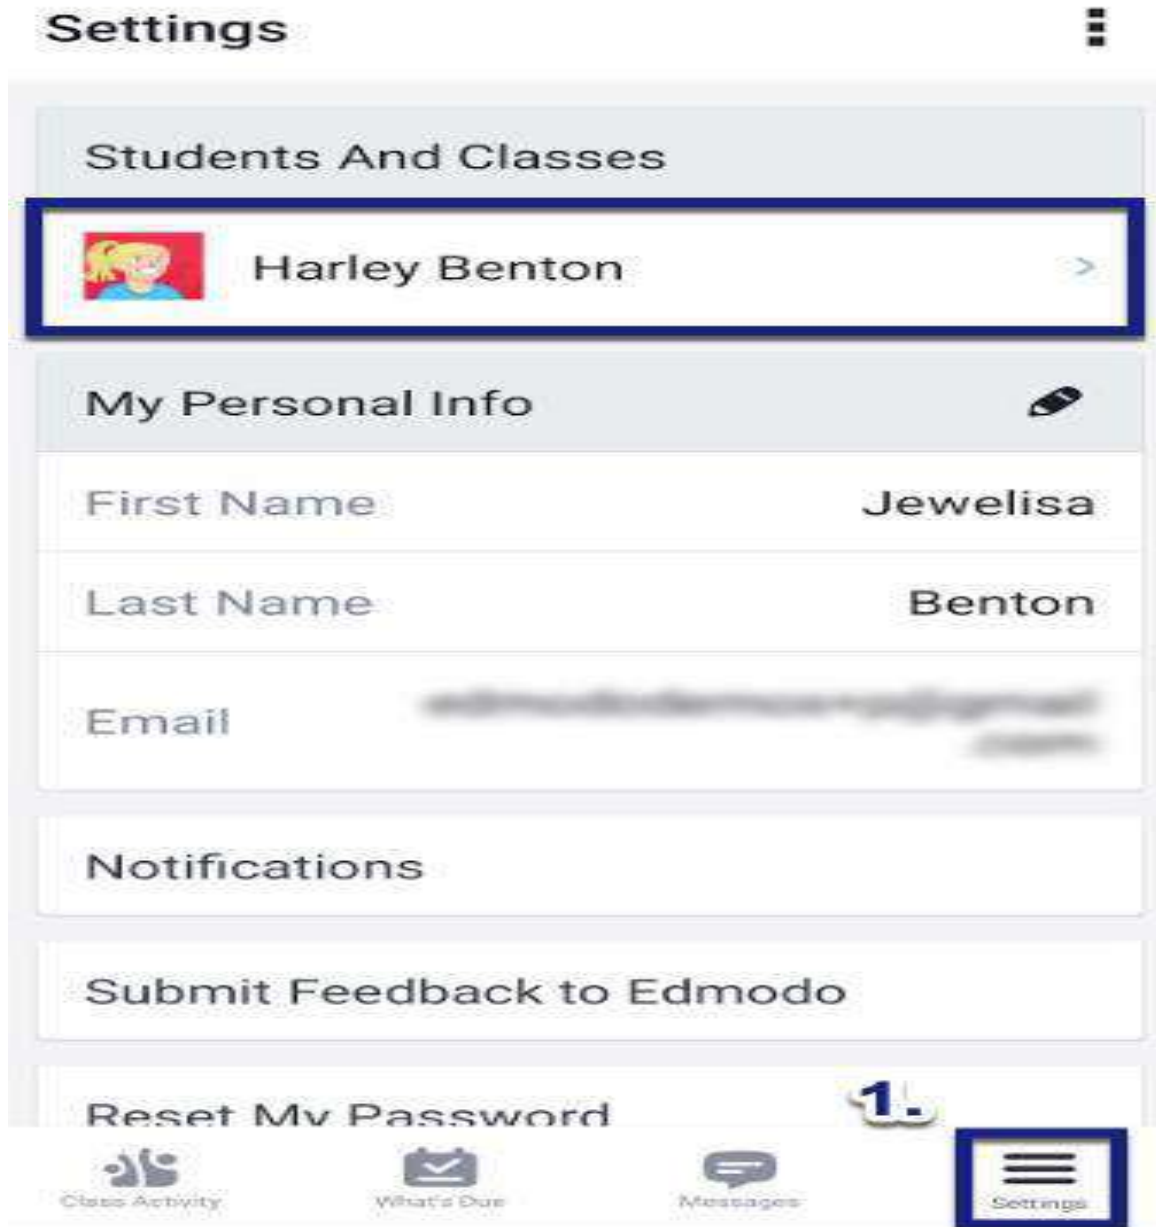 Settings
Students And Classes
Harley Benton
My Personal Info
First Name Jewelisa
Last Name Benton
Email
.com
Notifications
Submit Feedback to Edmodo
Reset My Password
1.
Class Activity What's Due Messages Settings